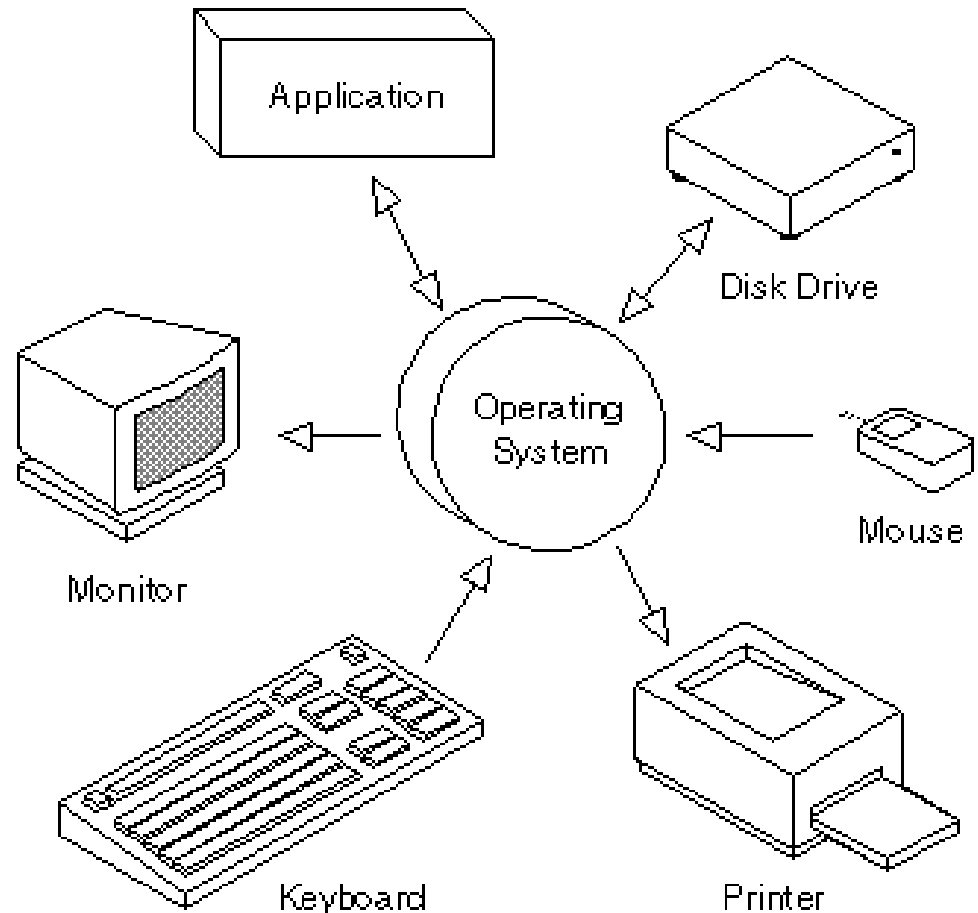 Application
Disk Drive
Operating
System
Mouse
Monitor
Keyboard
Printer